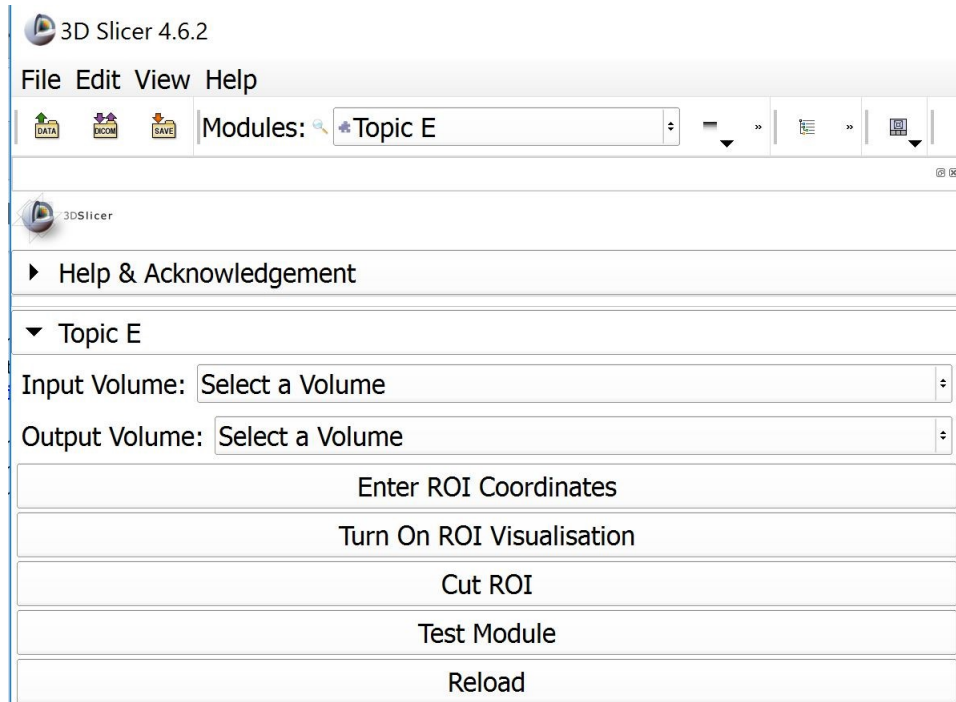 3D Slicer 4.6.2
File Edit View Help
DATA DICOM SAVE Modules: Topic E
3DSlicer
Help & Acknowledgement
Topic E
Input Volume: Select a Volume
Output Volume: Select a Volume
Enter ROI Coordinates
Turn On ROI Visualisation
Cut ROI
Test Module
Reload